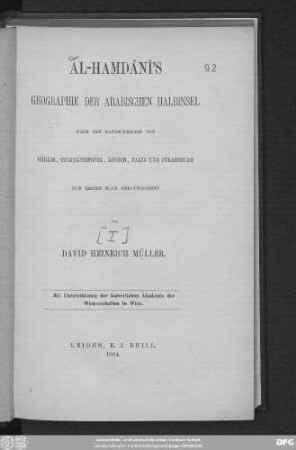 AL-HAMDÂNÎ'S
92
GEOGRAPHIE DER ARABISCHEN HALBINSEL
NACH DEN HANDSCHRIFTEN VON
BERLIN, CONSTANTINOPEL, LONDON, PARIS UND STRASSBURG
ZUM ERSTEN MALE HERAUSGEGEBEN
VON
[I]
DAVID HEINRICH MÜLLER.
Mit Unterstützung der kaiserlichen Akademie der
Wissenschaften in Wien.
LEIDEN, E. J. BRILL,
1884.